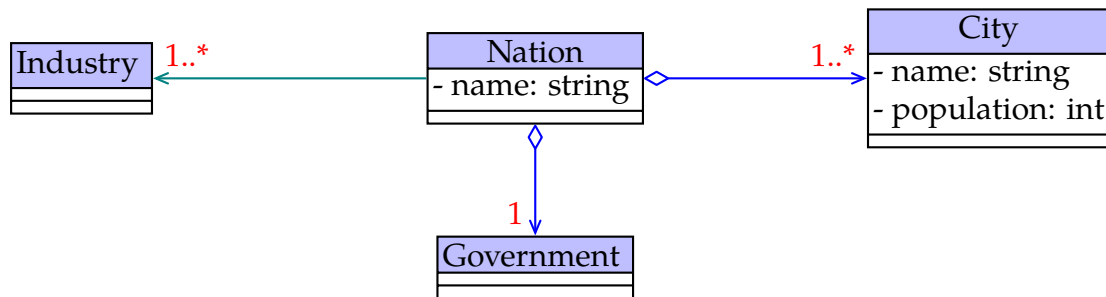 Industry
1..*
Nation
- name: string
1..*
City
- name: string
- population: int
1
Government